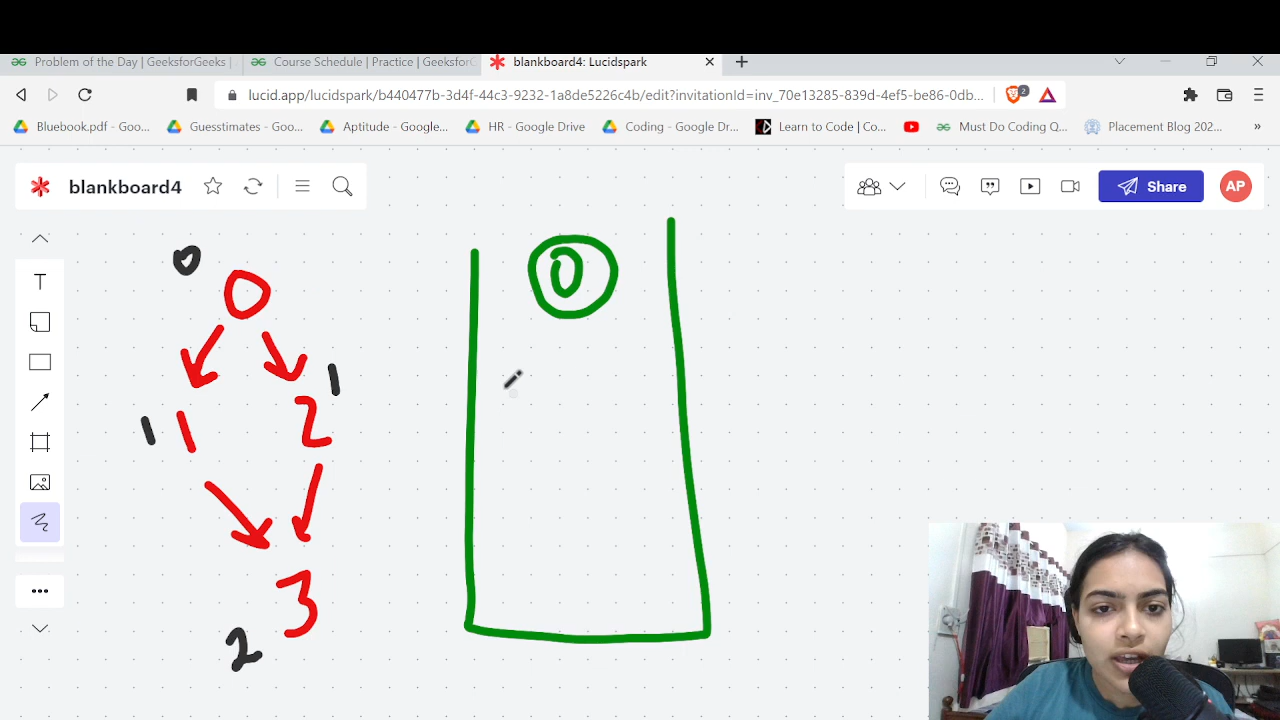 Problem of the Day | GeeksforGeeks |
Course Schedule | Practice | GeeksforG
blankboard4: Lucidspark
lucid.app/lucidspark/b440477b-3d4f-44c3-9232-1a8de5226c4b/edit?invitationId=inv_70e13285-839d-4ef5-be86-0db...
2
Bluebook.pdf - Goo...
Guesstimates - Goo...
Aptitude - Google...
HR - Google Drive
Coding - Google Dr...
Learn to Code | Co...
Must Do Coding Q...
Placement Blog 202...
»
blankboard4
Share
AP
T
0
0
0
1
1
1
2
3
2